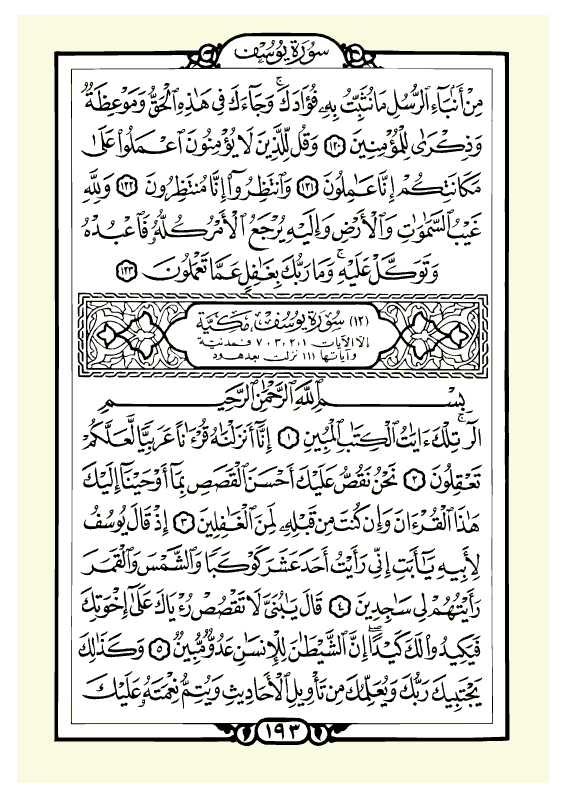 سورة يوسف
مِنْ أَنۢبَآءِ ٱلرُّسُلِ مَا نُثَبِّتُ بِهِۦ فُؤَادَكَ ۚ وَجَآءَكَ فِى هَٰذِهِ ٱلْحَقُّ وَمَوْعِظَةٌ
وَذِكْرَىٰ لِلْمُؤْمِنِينَ ١٢٠ وَقُل لِّلَّذِينَ لَا يُؤْمِنُونَ ٱعْمَلُوا۟ عَلَىٰ
مَكَانَتِكُمْ إِنَّا عَٰمِلُونَ ١٢١ وَٱنتَظِرُوٓا۟ إِنَّا مُنتَظِرُونَ ١٢٢ وَلِلَّهِ
غَيْبُ ٱلسَّمَٰوَٰتِ وَٱلْأَرْضِ وَإِلَيْهِ يُرْجَعُ ٱلْأَمْرُ كُلُّهُۥ فَٱعْبُدْهُ
وَتَوَكَّلْ عَلَيْهِ ۚ وَمَا رَبُّكَ بِغَٰفِلٍ عَمَّا تَعْمَلُونَ ١٢٣
(١٢) سورة يوسف مكية
إلا الآيات ١، ٢، ٣، ٧ فمدنية
وآياتها ١١١ نزلت بعد هود
بِسْمِ ٱللَّهِ ٱلرَّحْمَٰنِ ٱلرَّحِيمِ
الٓر ۚ تِلْكَ ءَايَٰتُ ٱلْكِتَٰبِ ٱلْمُبِينِ ١ إِنَّآ أَنزَلْنَٰهُ قُرْءَٰنًا عَرَبِيًّا لَّعَلَّكُمْ
تَعْقِلُونَ ٢ نَحْنُ نَقُصُّ عَلَيْكَ أَحْسَنَ ٱلْقَصَصِ بِمَآ أَوْحَيْنَآ إِلَيْكَ
هَٰذَا ٱلْقُرْءَانَ وَإِن كُنتَ مِن قَبْلِهِۦ لَمِنَ ٱلْغَٰفِلِينَ ٣ إِذْ قَالَ يُوسُفُ
لِأَبِيهِ يَٰٓأَبَتِ إِنِّى رَأَيْتُ أَحَدَ عَشَرَ كَوْكَبًا وَٱلشَّمْسَ وَٱلْقَمَرَ
رَأَيْتُهُمْ لِى سَٰجِدِينَ ٤ قَالَ يَٰبُنَىَّ لَا تَقْصُصْ رُءْيَاكَ عَلَىٰٓ إِخْوَتِكَ
فَيَكِيدُوا۟ لَكَ كَيْدًا ۖ إِنَّ ٱلشَّيْطَٰنَ لِلْإِنسَٰنِ عَدُوٌّ مُّبِينٌ ٥ وَكَذَٰلِكَ
يَجْتَبِيكَ رَبُّكَ وَيُعَلِّمُكَ مِن تَأْوِيلِ ٱلْأَحَادِيثِ وَيُتِمُّ نِعْمَتَهُۥ عَلَيْكَ
١٩٣